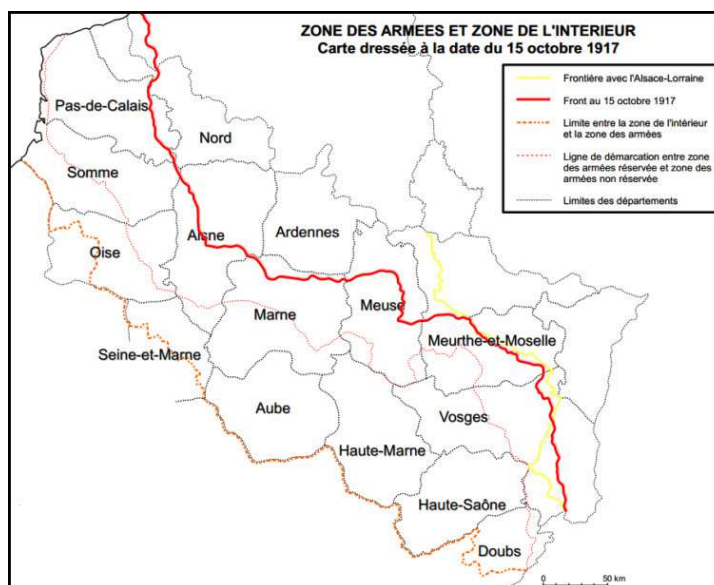 ZONE DES ARMEES ET ZONE DE L'INTERIEUR
Carte dressée à la date du 15 octobre 1917
Frontière avec l'Alsace-Lorraine
Front au 15 octobre 1917
Limite entre la zone de l'intérieur
et la zone des armées
Ligne de démarcation entre zone
des armées réservée et zone des
armées non réservée
Limites des départements
Pas-de-Calais
Nord
Somme
Aisne
Ardennes
Oise
Marne
Meuse
Meurthe-et-Moselle
Seine-et-Marne
Aube
Vosges
Haute-Marne
Haute-Saône
Doubs
0
50 km